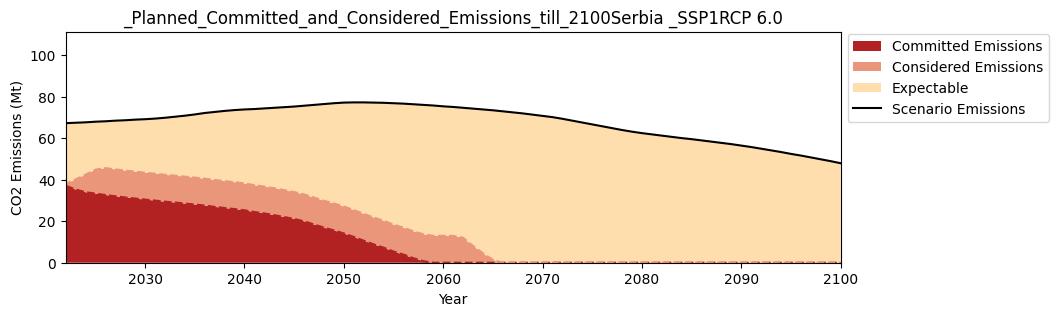 _Planned_Committed_and_Considered_Emissions_till_2100Serbia _SSP1RCP 6.0
100
80
60
40
20
0
CO2 Emissions (Mt)
2030 2040 2050 2060 2070 2080 2090 2100
Year
Committed Emissions
Considered Emissions
Expectable
Scenario Emissions